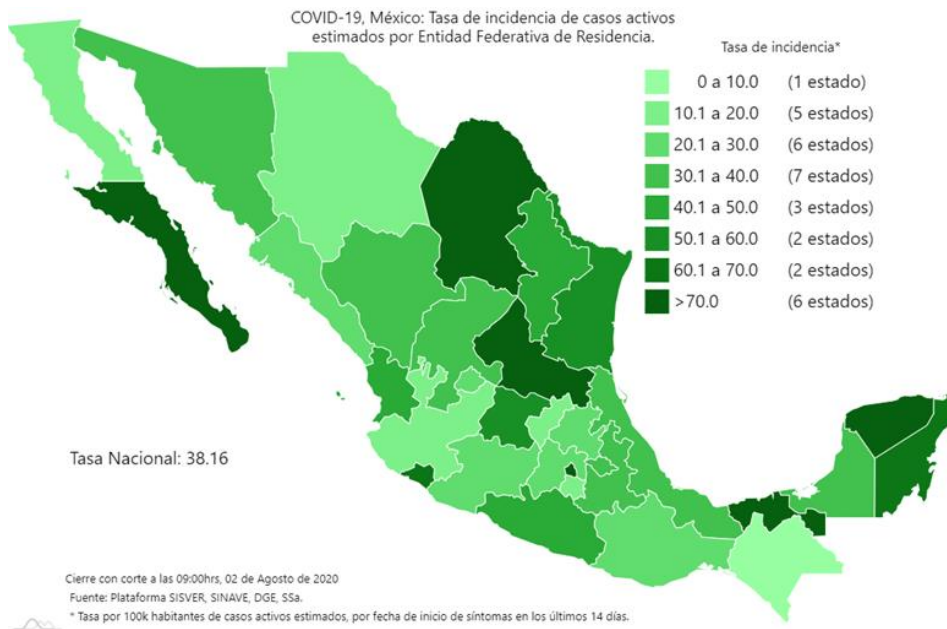 COVID-19, México: Tasa de incidencia de casos activos
estimados por Entidad Federativa de Residencia.
Tasa de incidencia*
0 a 10.0 (1 estado)
10.1 a 20.0 (5 estados)
20.1 a 30.0 (6 estados)
30.1 a 40.0 (7 estados)
40.1 a 50.0 (3 estados)
50.1 a 60.0 (2 estados)
60.1 a 70.0 (2 estados)
>70.0 (6 estados)
Tasa Nacional: 38.16
Cierre con corte a las 09:00hrs, 02 de Agosto de 2020
Fuente: Plataforma SISVER, SINAVE, DGE, SSa.
* Tasa por 100k habitantes de casos activos estimados, por fecha de inicio de síntomas en los últimos 14 días.